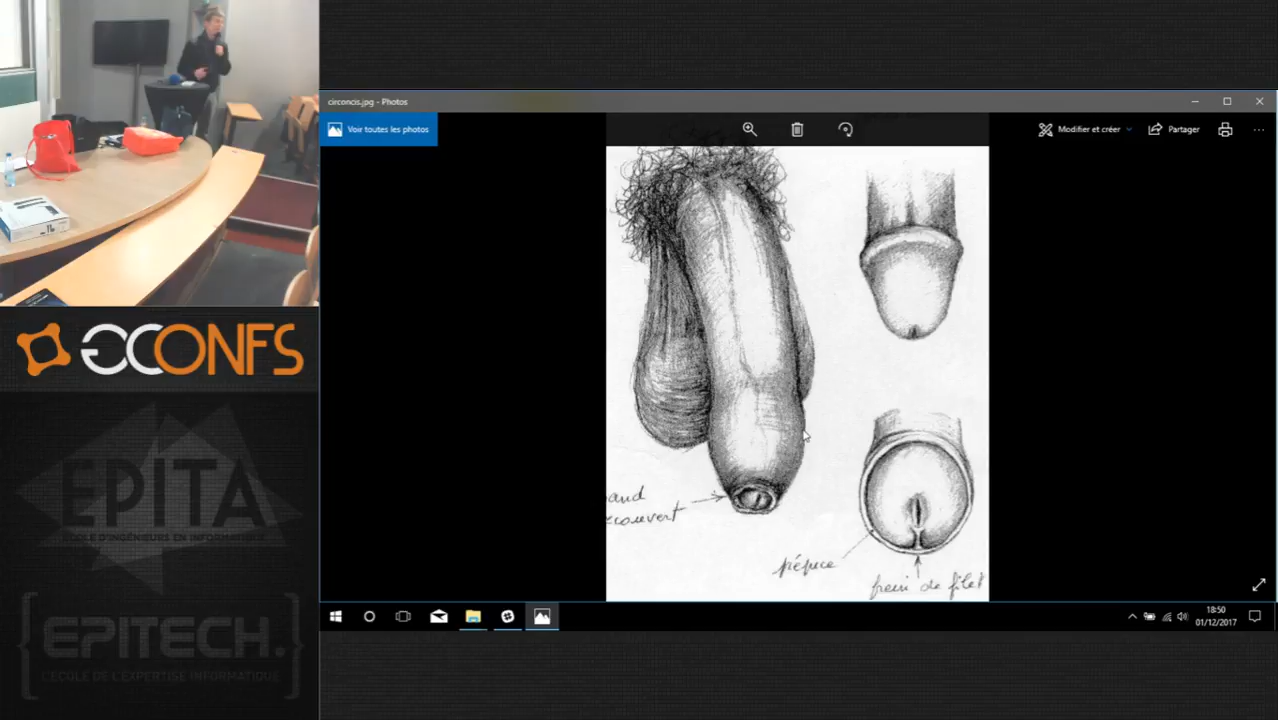 circoncis.jpg - Photos
Voir toutes les photos
Modifier et créer
Partager
couvert
prépuce
frein de filet
GCONFS
EPITA
ÉCOLE D'INGÉNIEURS EN INFORMATIQUE
{ EPITECH. }
L'ÉCOLE DE L'EXPERTISE INFORMATIQUE
18:50
01/12/2017